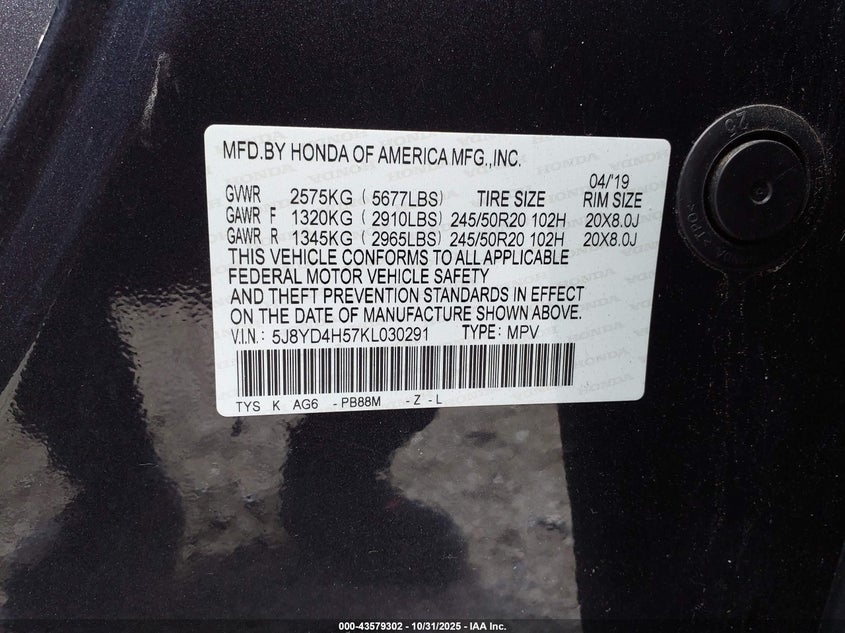 MFD.BY HONDA OF AMERICA MFG.,INC.
04/'19
GVWR 2575KG ( 5677LBS) TIRE SIZE RIM SIZE
GAWR F 1320KG ( 2910LBS) 245/50R20 102H 20X8.0J
GAWR R 1345KG ( 2965LBS) 245/50R20 102H 20X8.0J
THIS VEHICLE CONFORMS TO ALL APPLICABLE
FEDERAL MOTOR VEHICLE SAFETY
AND THEFT PREVENTION STANDARDS IN EFFECT
ON THE DATE OF MANUFACTURE SHOWN ABOVE.
V.I.N.: 5J8YD4H57KL030291 TYPE: MPV
TYS K AG6 -PB88M -Z -L
000-43579302 - 10/31/2025 - IAA Inc.